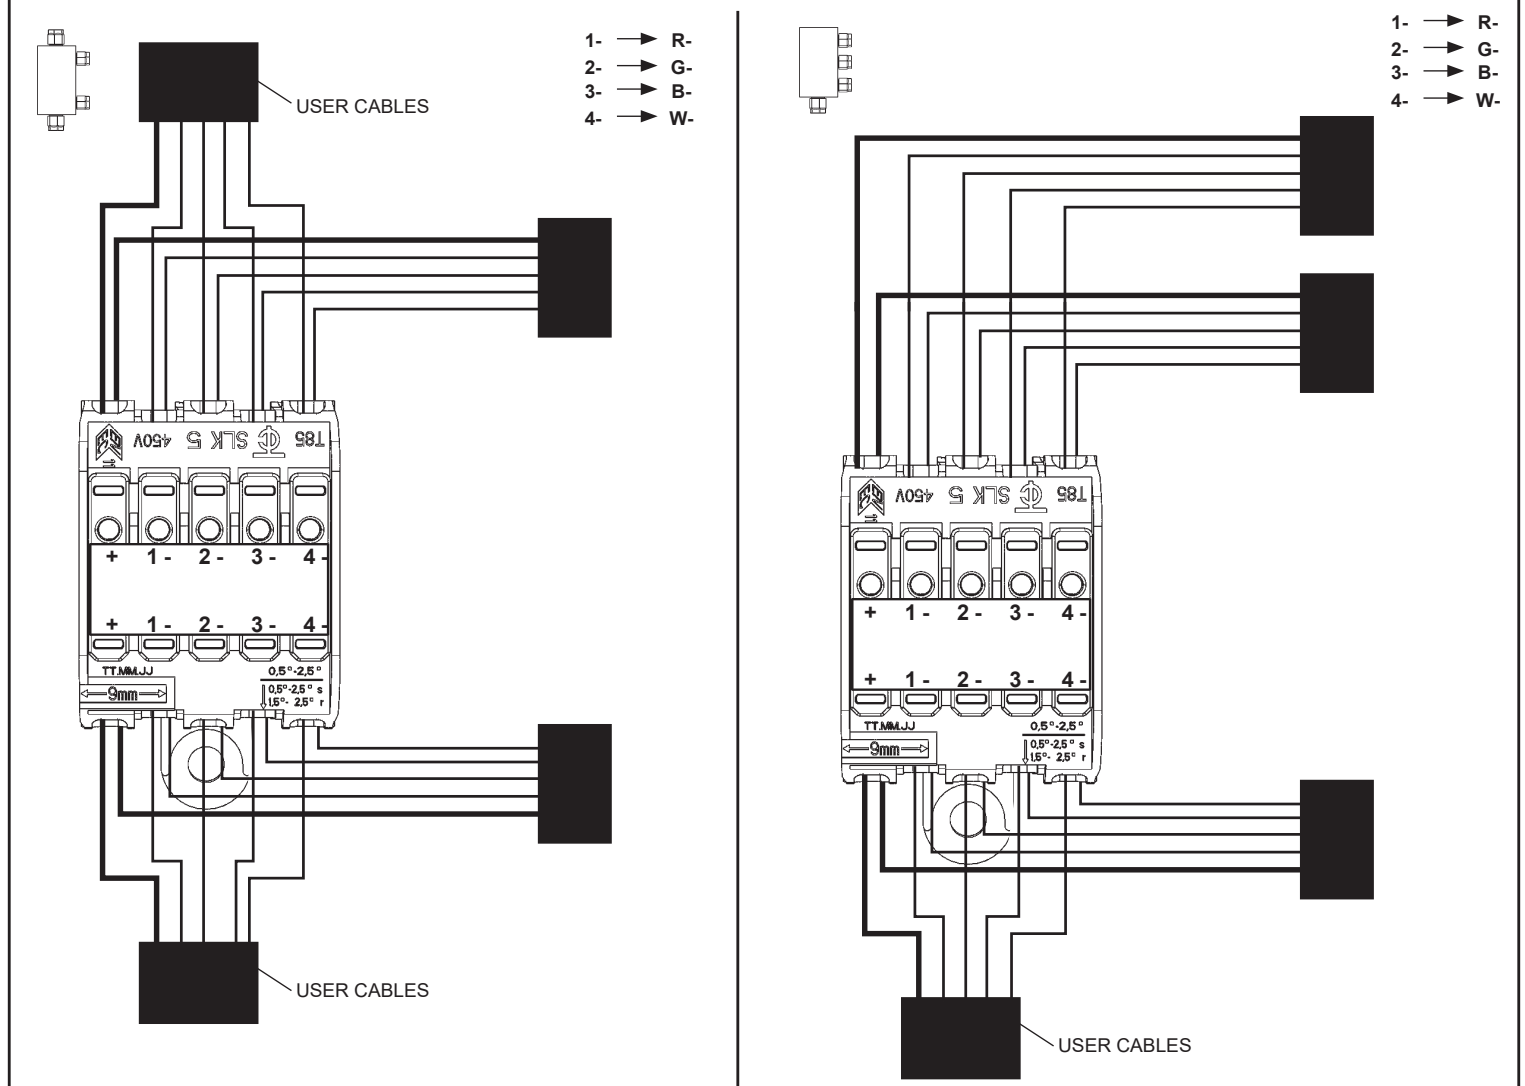 1- → R-
2- → G-
3- → B-
4- → W-
USER CABLES
450V SLK 5 T85
11
+ 1 - 2 - 3 - 4 -
+ 1 - 2 - 3 - 4 -
TT.MM.JJ
0,5°-2,5°
9mm
0,5°-2,5° s
1,5°- 2,5° r
USER CABLES
1- → R-
2- → G-
3- → B-
4- → W-
450V SLK 5 T85
11
+ 1 - 2 - 3 - 4 -
+ 1 - 2 - 3 - 4 -
TT.MM.JJ
0,5°-2,5°
9mm
0,5°-2,5° s
1,5°- 2,5° r
USER CABLES